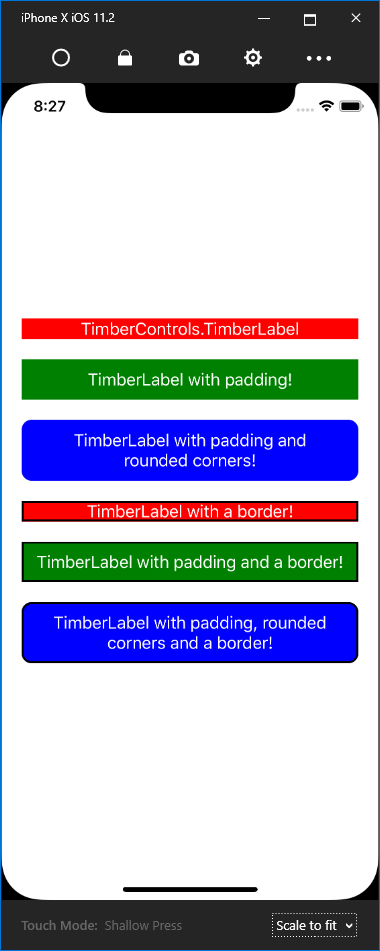 iPhone X iOS 11.2
8:27
TimberControls.TimberLabel
TimberLabel with padding!
TimberLabel with padding and
rounded corners!
TimberLabel with a border!
TimberLabel with padding and a border!
TimberLabel with padding, rounded
corners and a border!
Touch Mode: Shallow Press
Scale to fit